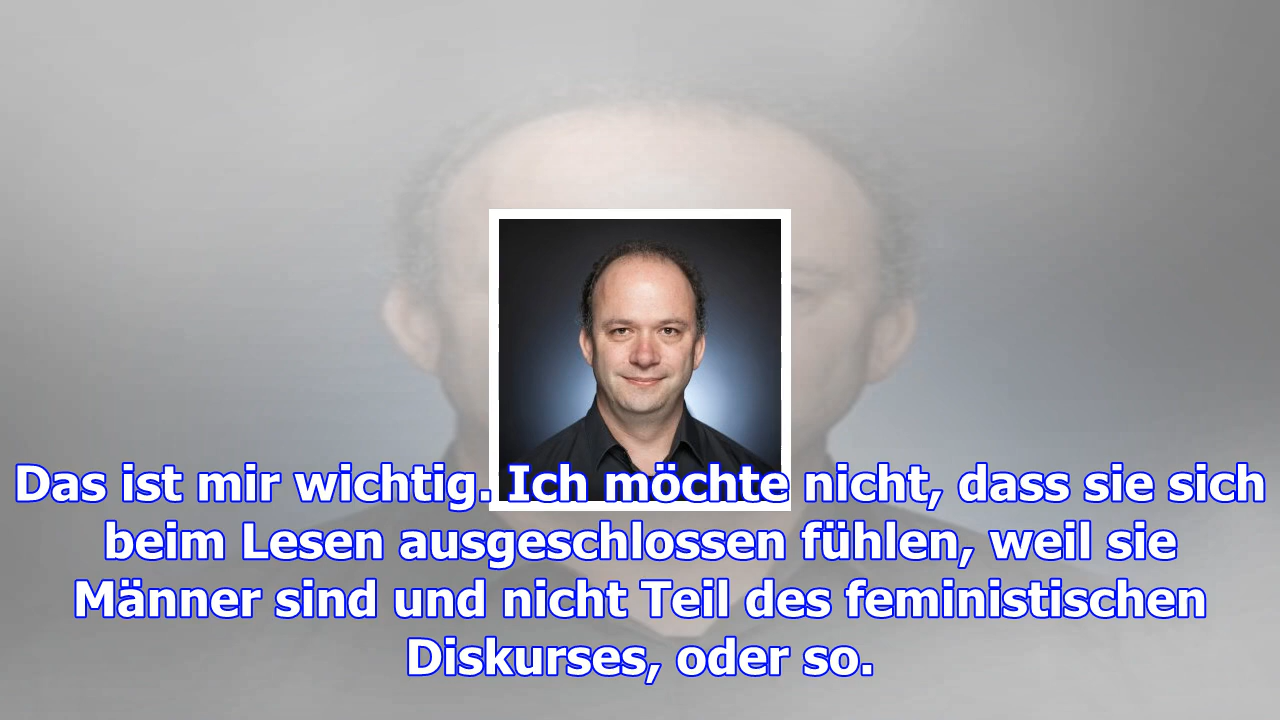 Das ist mir wichtig. Ich möchte nicht, dass sie sich
beim Lesen ausgeschlossen fühlen, weil sie
Männer sind und nicht Teil des feministischen
Diskurses, oder so.